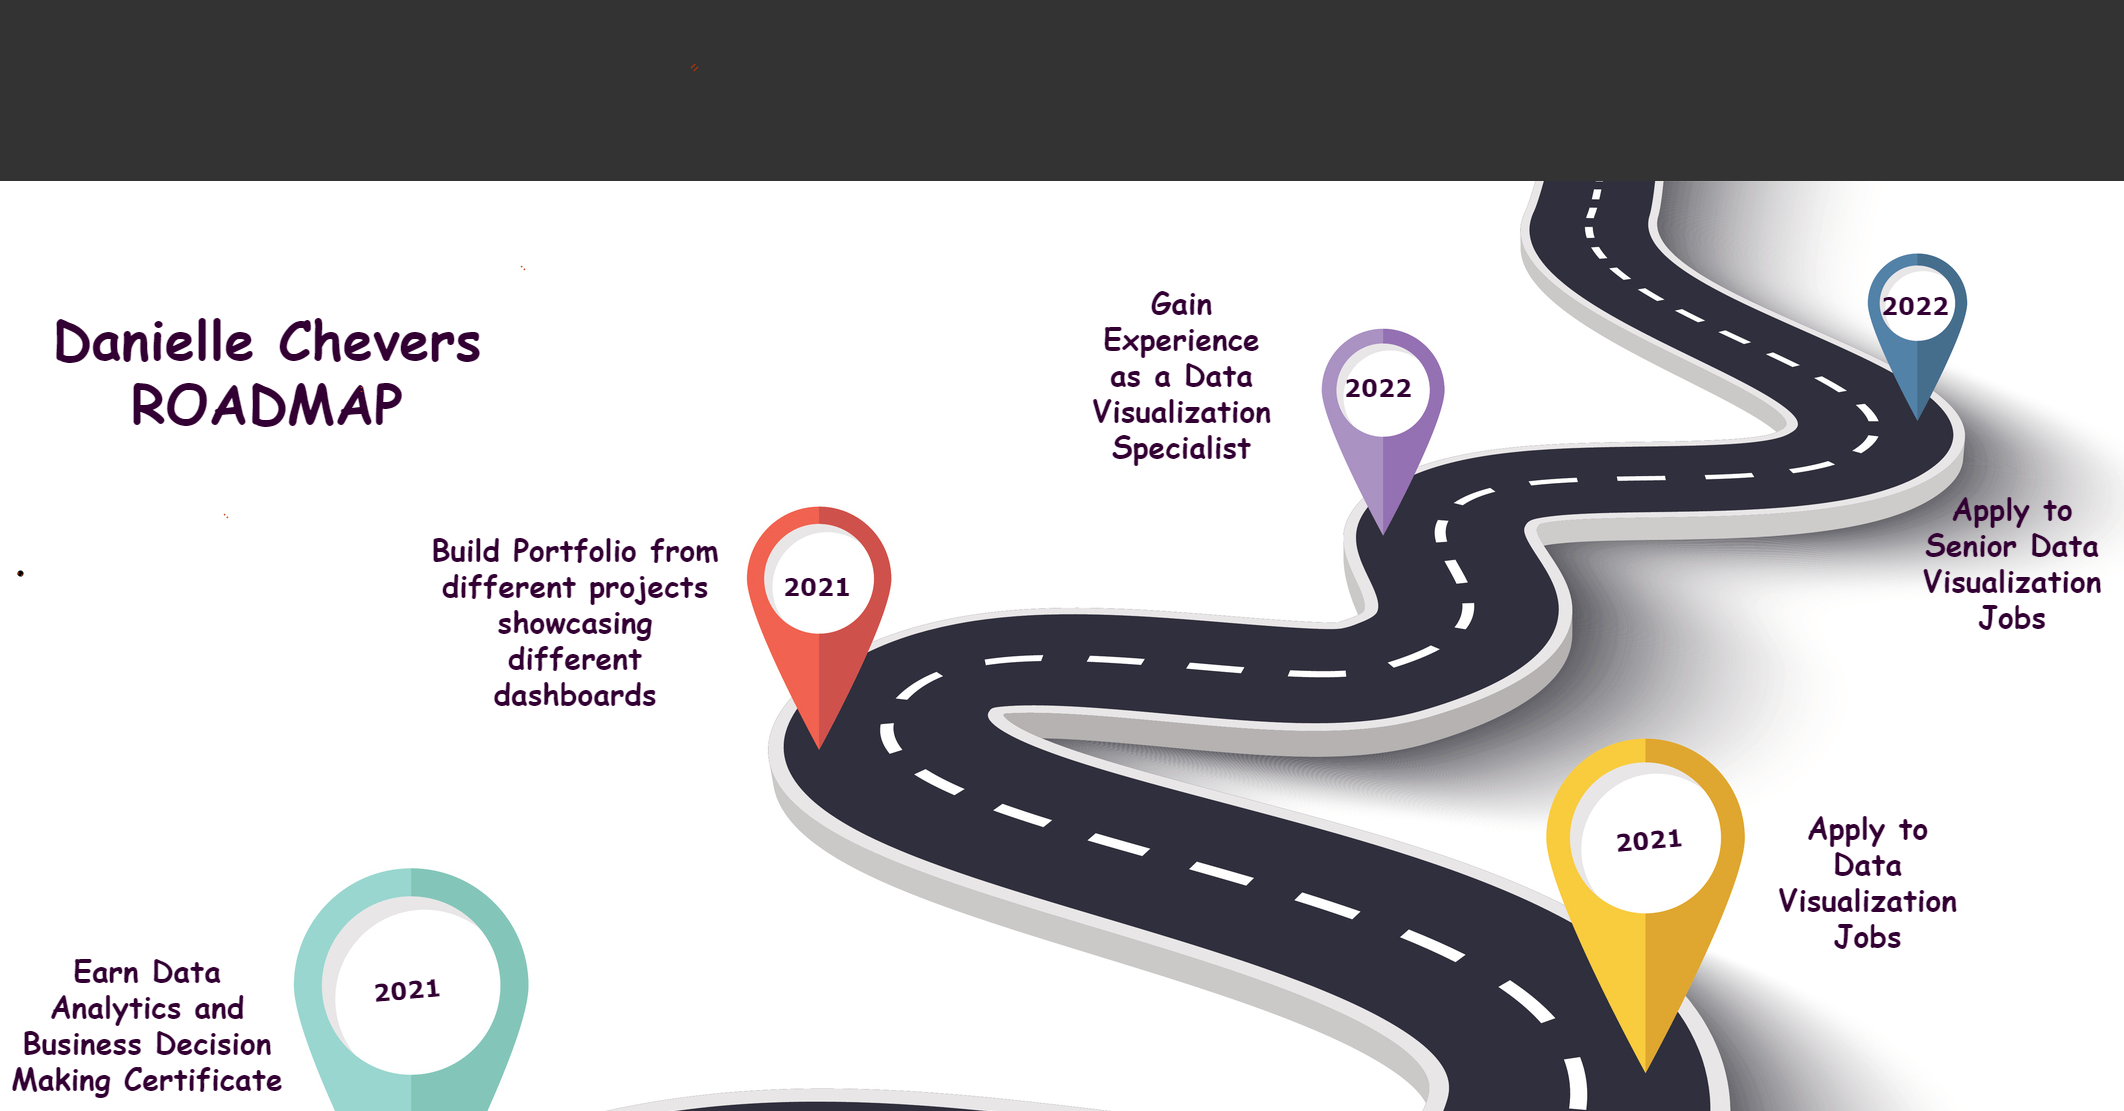 Danielle Chevers
ROADMAP
Gain
Experience
as a Data
Visualization
Specialist
2022
2022
Apply to
Senior Data
Visualization
Jobs
Build Portfolio from
different projects
showcasing
different
dashboards
2021
2021
Apply to
Data
Visualization
Jobs
Earn Data
Analytics and
Business Decision
Making Certificate
2021